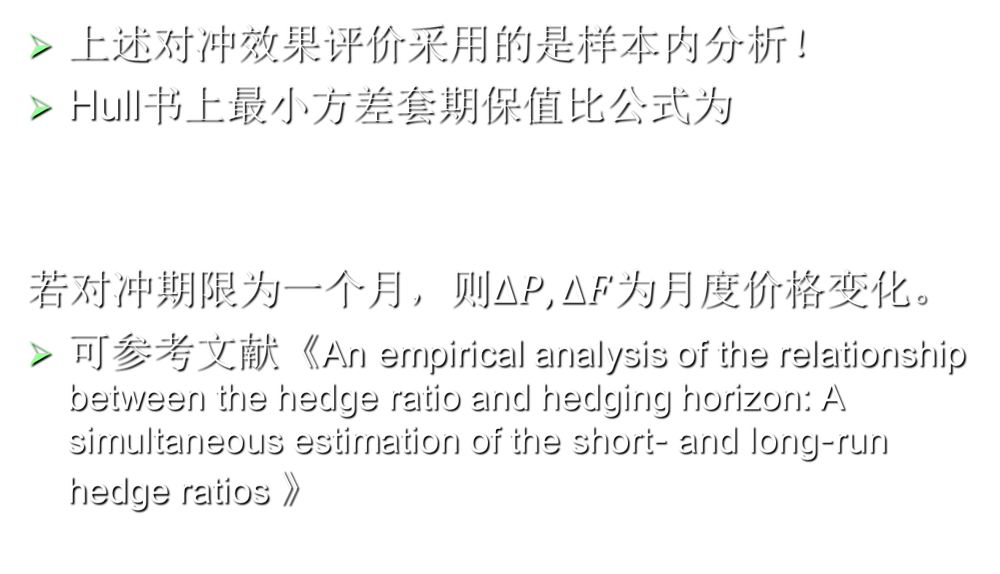 上述对冲效果评价采用的是样本内分析！
Hull书上最小方差套期保值比公式为
若对冲期限为一个月，则ΔP,ΔF为月度价格变化。
可参考文献《An empirical analysis of the relationship
between the hedge ratio and hedging horizon: A
simultaneous estimation of the short- and long-run
hedge ratios 》